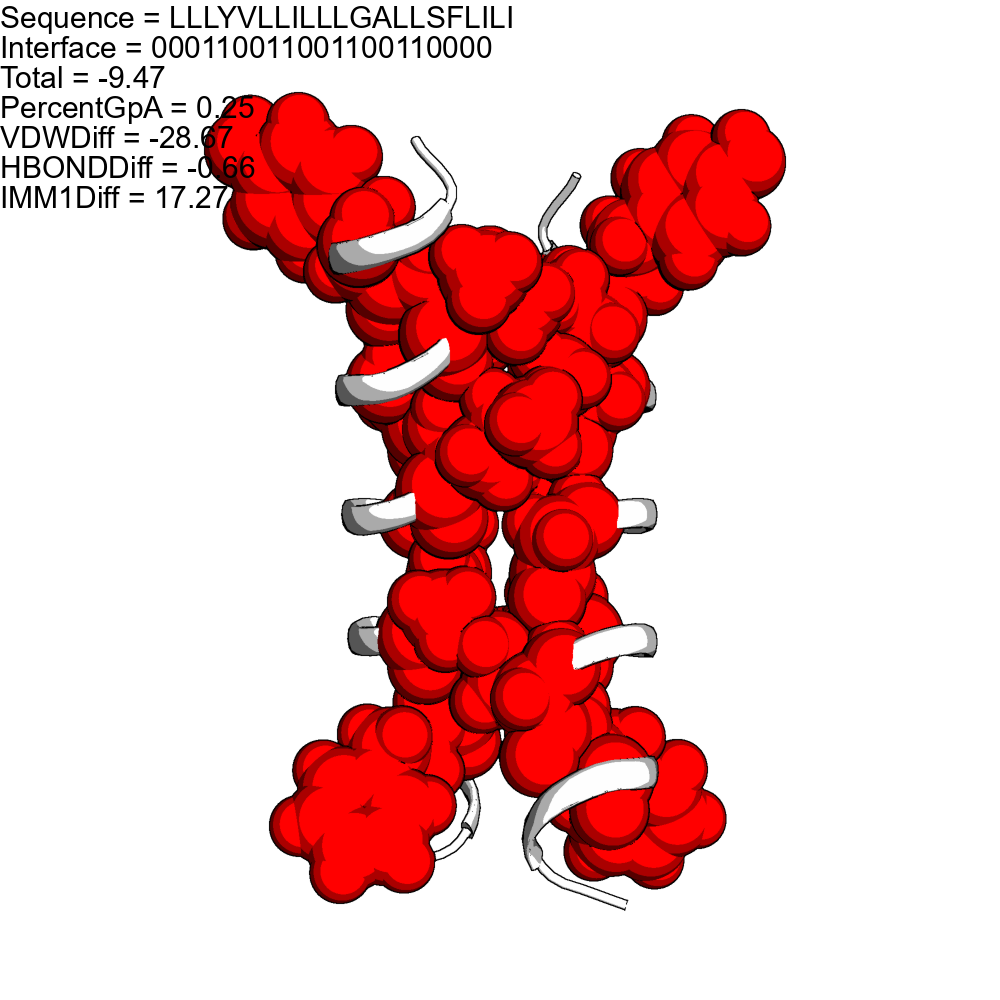 Sequence = LLLYVLLILLLGALLSFLILI
Interface = 000110011001100110000
Total = -9.47
PercentGpA = 0.25
VDWDiff = -28.67
HBONDDiff = -0.66
IMM1Diff = 17.27